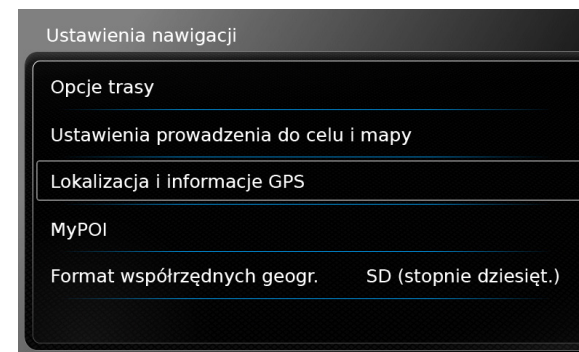 Ustawienia nawigacji
Opcje trasy
Ustawienia prowadzenia do celu i mapy
Lokalizacja i informacje GPS
MyPOI
Format współrzędnych geogr. SD (stopnie dziesięt.)